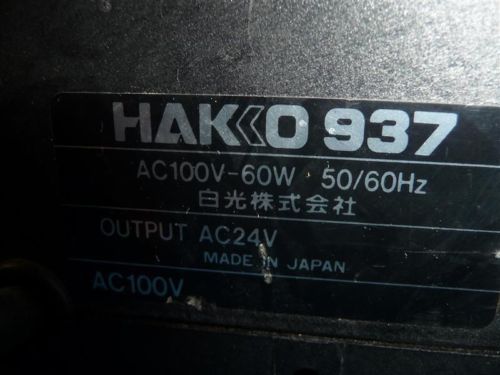 HAKKO 937
AC100V-60W 50/60Hz
白光株式会社
OUTPUT AC24V
MADE IN JAPAN
AC100V